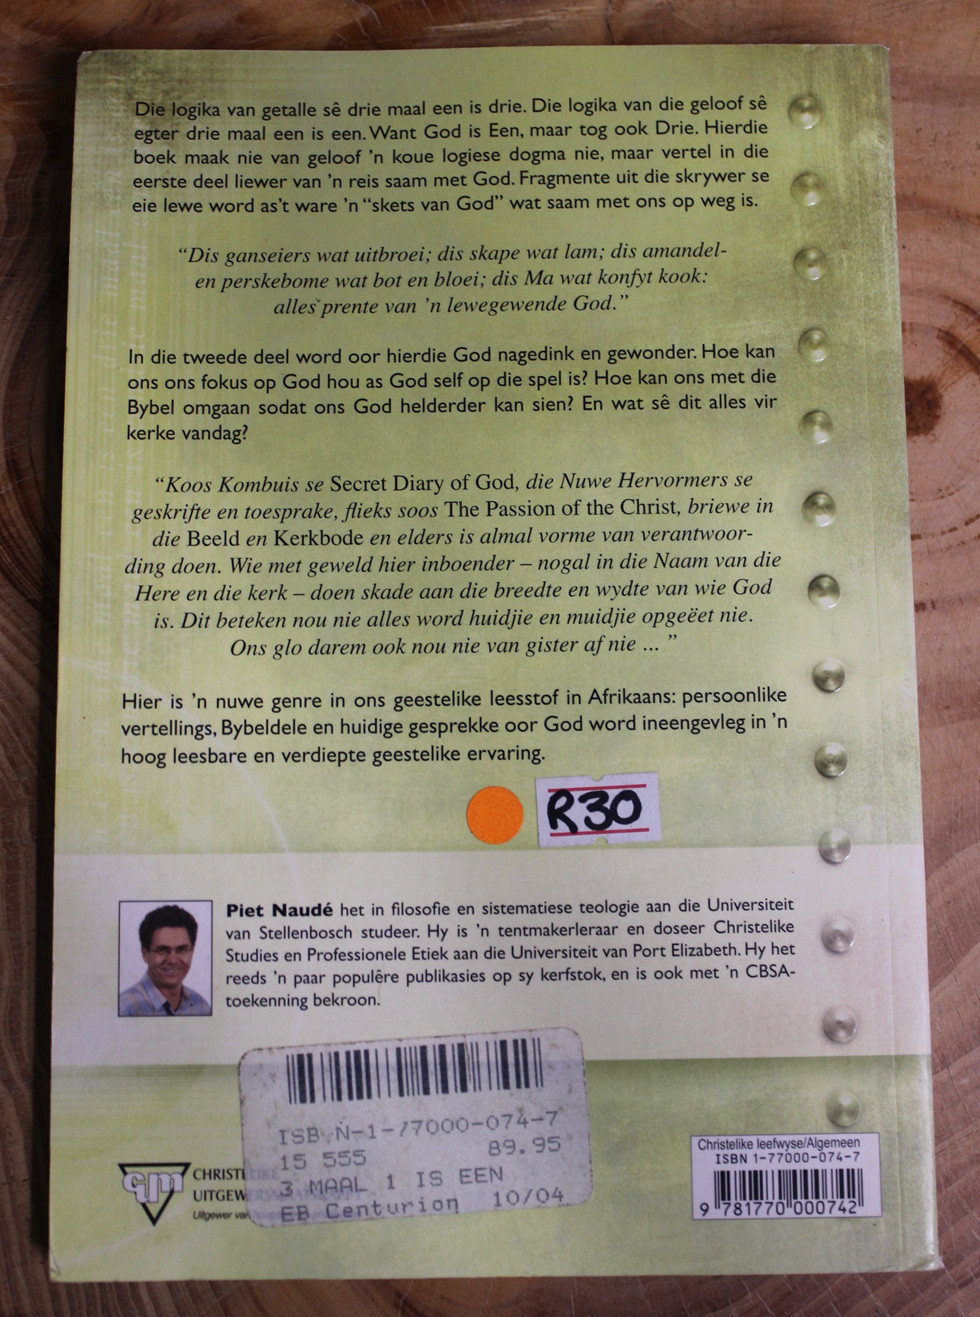 Die logika van getalle sê drie maal een is drie. Die logika van die geloof sê
egter drie maal een is een. Want God is Een, maar tog ook Drie. Hierdie
boek maak nie van geloof 'n koue logiese dogma nie, maar vertel in die
eerste deel liewer van 'n reis saam met God. Fragmente uit die skrywer se
eie lewe word as't ware 'n “skets van God” wat saam met ons op weg is.
“Dis ganseiers wat uitbroei; dis skape wat lam; dis amandel-
en perskebome wat bot en bloei; dis Ma wat konfyt kook:
alles prente van 'n lewegewende God.”
In die tweede deel word oor hierdie God nagedink en gewonder. Hoe kan
ons ons fokus op God hou as God self op die spel is? Hoe kan ons met die
Bybel omgaan sodat ons God helderder kan sien? En wat sê dit alles vir
kerke vandag?
“Koos Kombuis se Secret Diary of God, die Nuwe Hervormers se
geskrifte en toesprake, flieks soos The Passion of the Christ, briewe in
die Beeld en Kerkbode en elders is almal vorme van verantwoor-
ding doen. Wie met geweld hier inboender – nogal in die Naam van die
Here en die kerk – doen skade aan die breedte en wydte van wie God
is. Dit beteken nou nie alles word huidjie en muidjie opgeëet nie.
Ons glo darem ook nou nie van gister af nie ... ”
Hier is 'n nuwe genre in ons geestelike leesstof in Afrikaans: persoonlike
vertellings, Bybeldele en huidige gesprekke oor God word ineengevleg in 'n
hoog leesbare en verdiepte geestelike ervaring.
R30
Piet Naudé het in filosofie en sistematiese teologie aan die Universiteit
van Stellenbosch studeer. Hy is 'n tentmakerleraar en doseer Christelike
Studies en Professionele Etiek aan die Universiteit van Port Elizabeth. Hy het
reeds 'n paar populêre publikasies op sy kerfstok, en is ook met 'n CBSA-
toekenning bekroon.
ISB N-1-77000-074-7
15 555 89.95
3 MAAL 1 IS EEN
EB Centurion 10/04
cum
CHRISTELIKE
UITGEW
Uitgewer van
Christelike leefwyse/Algemeen
ISBN 1-77000-074-7
9 781770 000742